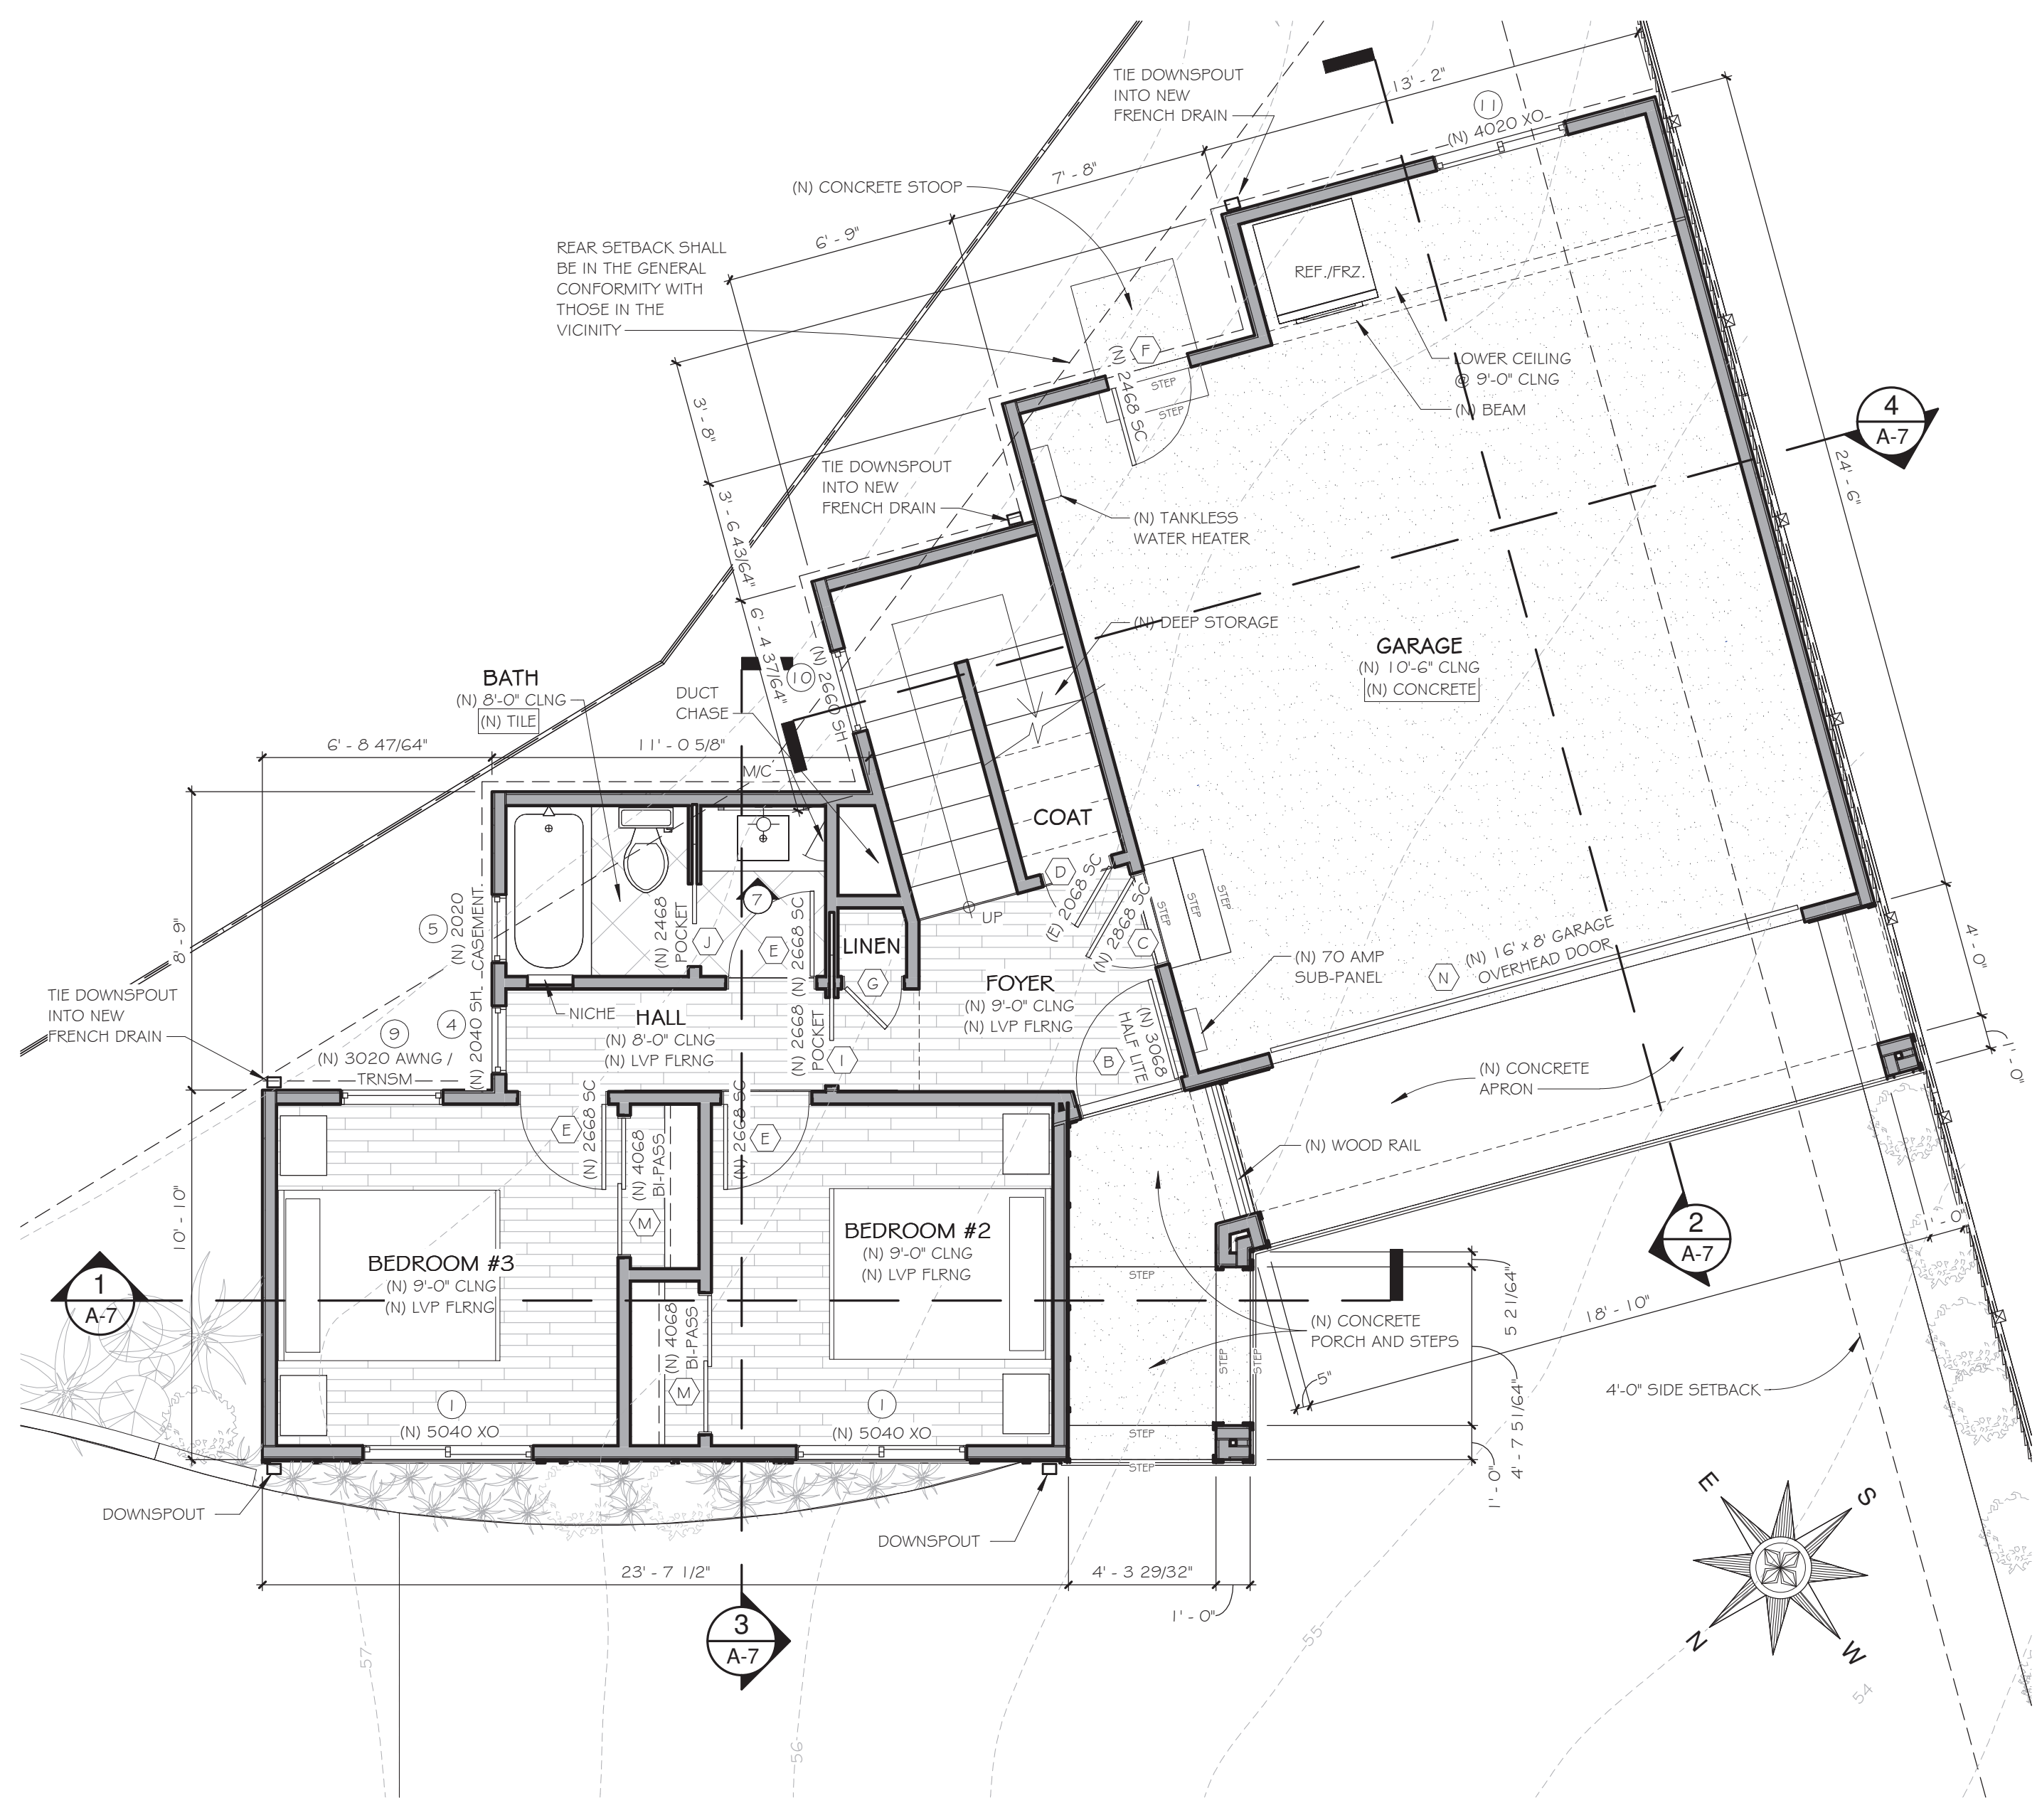 TIE DOWNSPOUT
INTO NEW
FRENCH DRAIN
13' - 2"
11
(N) 4020 XO
7' - 8"
(N) CONCRETE STOOP
6' - 9"
REAR SETBACK SHALL
BE IN THE GENERAL
CONFORMITY WITH
THOSE IN THE
VICINITY
REF./FRZ.
F
(N) 2468 SC
STEP
STEP
LOWER CEILING
@ 9'-0" CLNG
(N) BEAM
3' - 8"
4
A-7
24' - 6"
TIE DOWNSPOUT
INTO NEW
FRENCH DRAIN
3' - 6 43/64"
(N) TANKLESS
WATER HEATER
(N) DEEP STORAGE
6' - 4 37/64"
GARAGE
(N) 10'-6" CLNG
(N) CONCRETE
BATH
(N) 8'-0" CLNG
(N) TILE
DUCT
CHASE
10
(N) 2660 SH
6' - 8 47/64"
11' - 0 5/8"
M/C
COAT
D
(E) 2068 SC
(N) 2868 SC
C
STEP
STEP
STEP
7
UP
8' - 9"
5
(N) 2020
CASEMENT
(N) 2468
POCKET
J
E
(N) 2668 SC
LINEN
G
FOYER
(N) 9'-0" CLNG
(N) LVP FLRNG
(N) 70 AMP
SUB-PANEL
N
(N) 16' x 8' GARAGE
OVERHEAD DOOR
4' - 0"
TIE DOWNSPOUT
INTO NEW
FRENCH DRAIN
9
(N) 3020 AWNG /
TRNSM
4
(N) 2040 SH
NICHE
HALL
(N) 8'-0" CLNG
(N) LVP FLRNG
(N) 2668
POCKET
I
B
(N) 3068
HALF LITE
1' - 0"
(N) CONCRETE
APRON
E
(N) 2668 SC
(N) 4068
BI-PASS
M
(N) 2668 SC
E
(N) WOOD RAIL
10' - 10"
BEDROOM #3
(N) 9'-0" CLNG
(N) LVP FLRNG
BEDROOM #2
(N) 9'-0" CLNG
(N) LVP FLRNG
2
A-7
1' - 0"
1
A-7
STEP
5 21/64"
18' - 10"
(N) 4068
BI-PASS
M
(N) CONCRETE
PORCH AND STEPS
STEP
STEP
5"
4' - 7 51/64"
4'-0" SIDE SETBACK
1
(N) 5040 XO
1
(N) 5040 XO
STEP
STEP
1' - 0"
DOWNSPOUT
DOWNSPOUT
E
S
N
W
23' - 7 1/2"
4' - 3 29/32"
1' - 0"
3
A-7
57
56
55
54